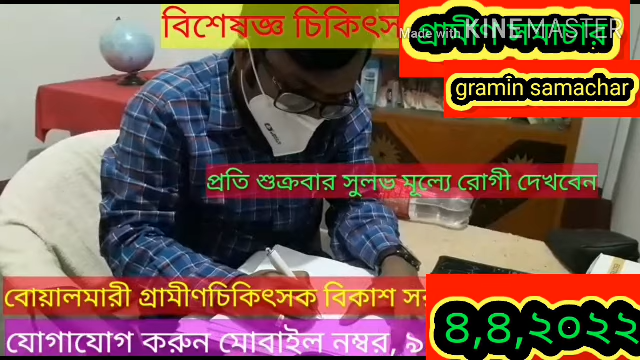 বিশেষজ্ঞ
গ্রামীণ সমাচার
Made with KINEMASTER
gramin samachar
প্রতি শুক্রবার সুলভ মূল্যে রোগী দেখবেন
বোয়ালমারী গ্রামীণচিকিৎসক বিকাশ
৪,৪,২০২২
যোগাযোগ করুন মোবাইল নম্বর, ৯